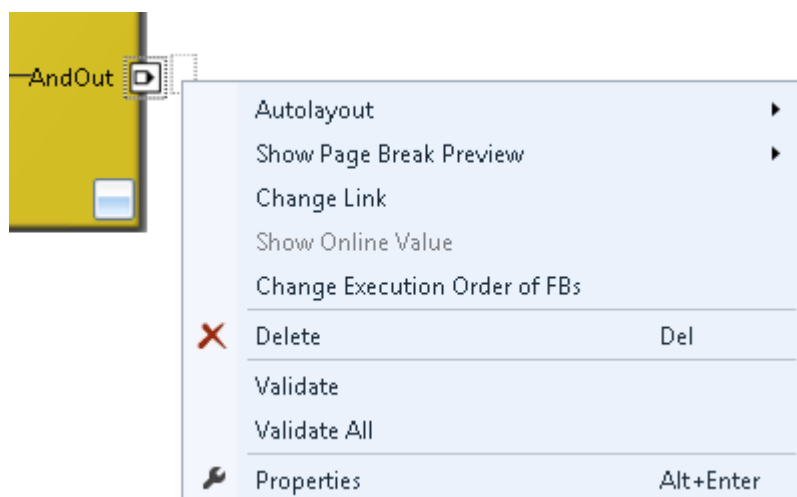 AndOut
Autolayout
Show Page Break Preview
Change Link
Show Online Value
Change Execution Order of FBs
Delete Del
Validate
Validate All
Properties Alt+Enter